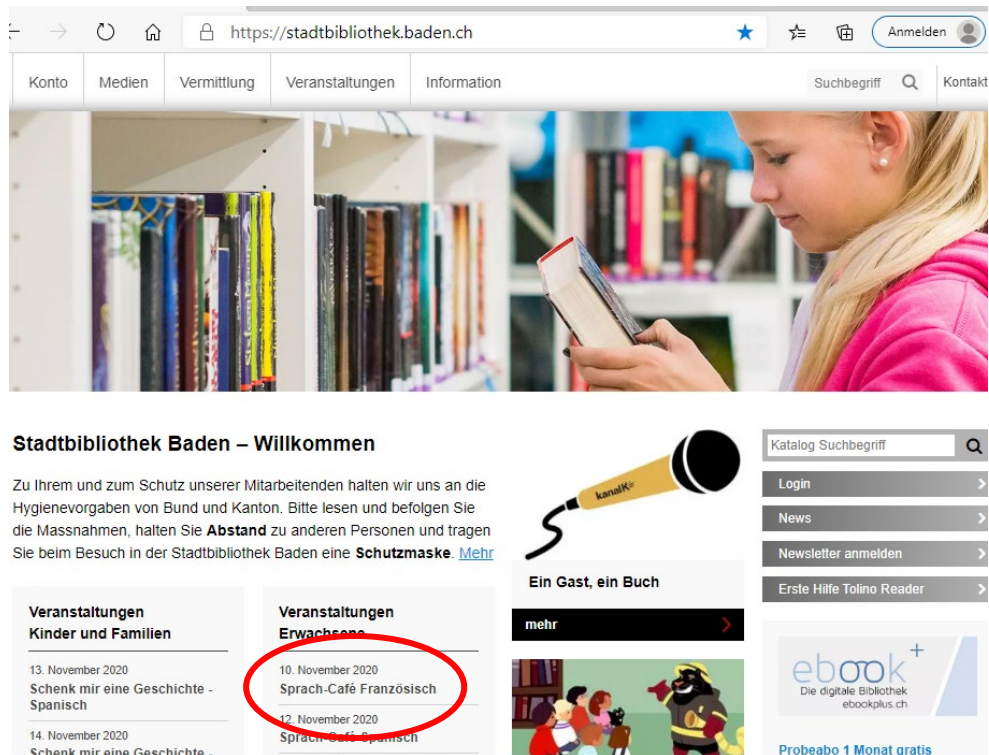 https://stadtbibliothek.baden.ch
Anmelden
Konto
Medien
Vermittlung
Veranstaltungen
Information
Suchbegriff
Kontakt
Stadtbibliothek Baden – Willkommen
Zu Ihrem und zum Schutz unserer Mitarbeitenden halten wir uns an die
Hygienevorgaben von Bund und Kanton. Bitte lesen und befolgen Sie
die Massnahmen, halten Sie Abstand zu anderen Personen und tragen
Sie beim Besuch in der Stadtbibliothek Baden eine Schutzmaske. Mehr
Veranstaltungen
Kinder und Familien
13. November 2020
Schenk mir eine Geschichte -
Spanisch
14. November 2020
Schenk mir eine Geschichte -
Veranstaltungen
Erwachsene
10. November 2020
Sprach-Café Französisch
12. November 2020
Sprach-Café Spanisch
kanalK
Ein Gast, ein Buch
mehr
Katalog Suchbegriff
Login
News
Newsletter anmelden
Erste Hilfe Tolino Reader
ebook+
Die digitale Bibliothek
ebookplus.ch
Probeabo 1 Monat gratis